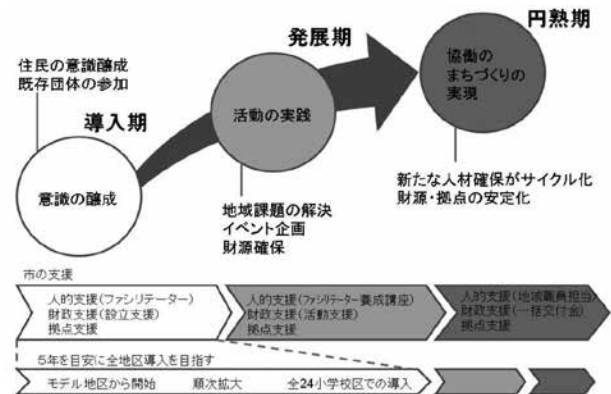 円熟期
発展期
住民の意識醸成
既存団体の参加
協働の
まちづくりの
実現
導入期
活動の実践
意識の醸成
新たな人材確保がサイクル化
財源・拠点の安定化
地域課題の解決
イベント企画
財源確保
市の支援
人的支援(ファシリテーター)
財政支援(設立支援)
拠点支援
人的支援(ファシリテーター養成講座)
財政支援(活動支援)
拠点支援
人的支援(地域職員担当)
財政支援(一括交付金)
拠点支援
5年を目安に全地区導入を目指す
モデル地区から開始 順次拡大 全24小学校区での導入